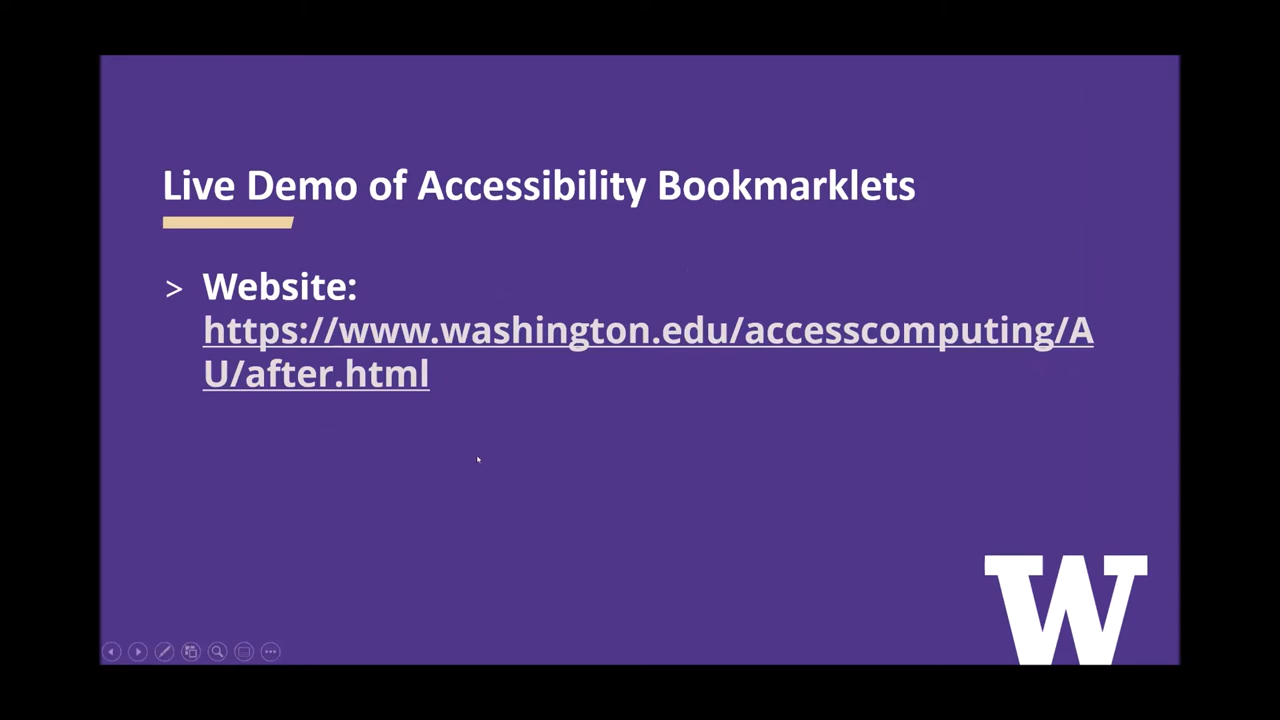 Live Demo of Accessibility Bookmarklets
> Website:
https://www.washington.edu/accesscomputing/A
U/after.html
W